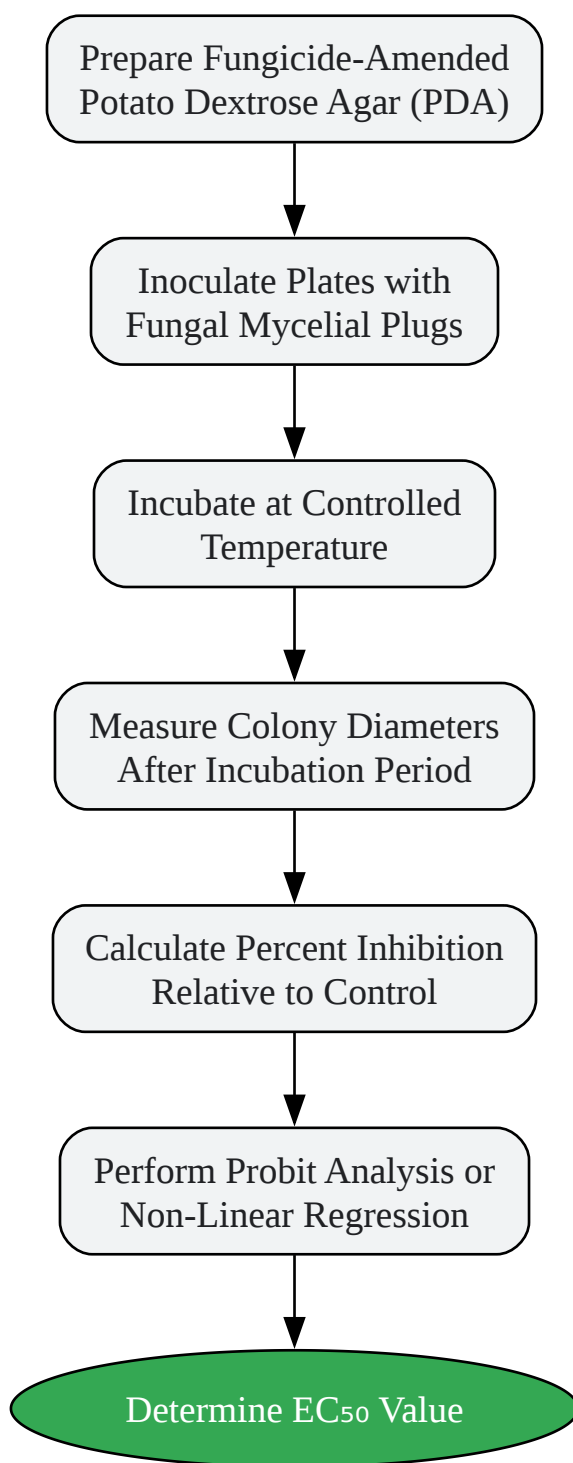 Prepare Fungicide-Amended
Potato Dextrose Agar (PDA)
Inoculate Plates with
Fungal Mycelial Plugs
Incubate at Controlled
Temperature
Measure Colony Diameters
After Incubation Period
Calculate Percent Inhibition
Relative to Control
Perform Probit Analysis or
Non-Linear Regression
Determine EC₅₀ Value